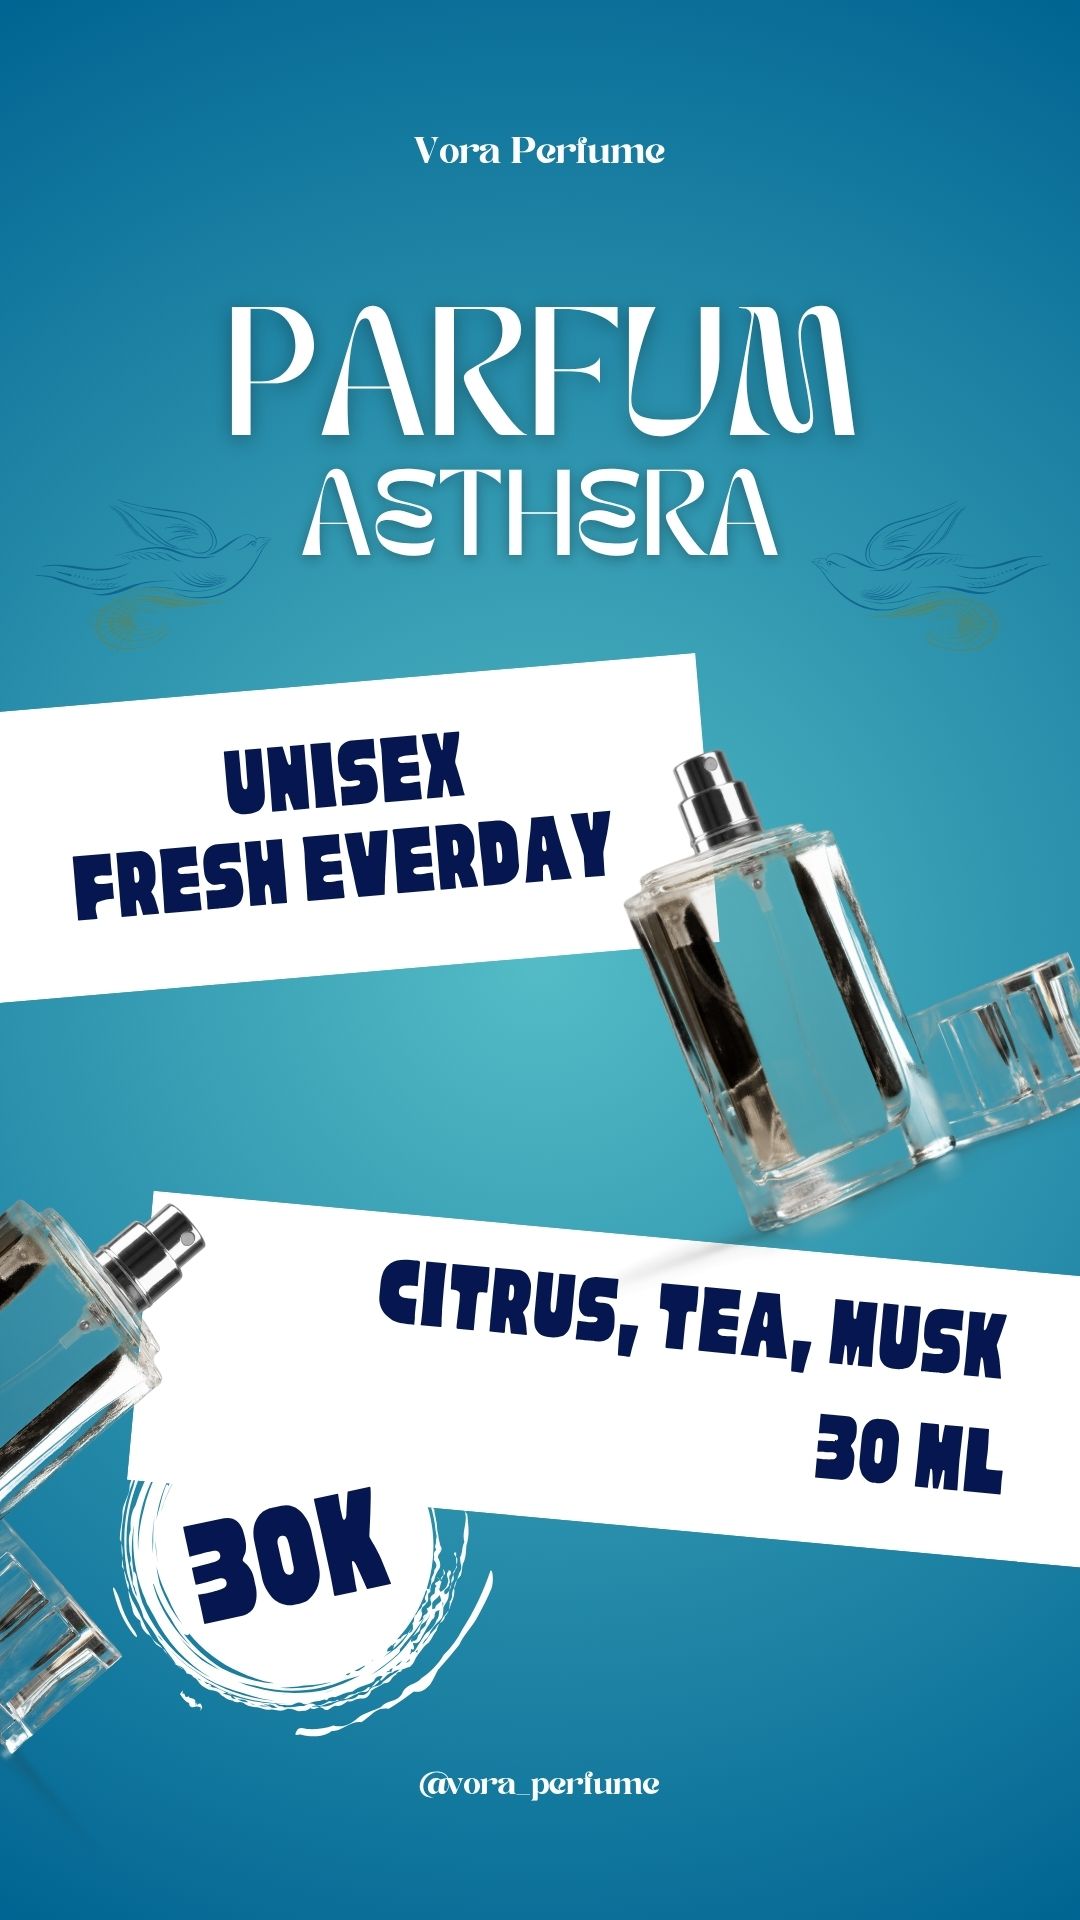 Vora Perfume
PARFUM
AETHERA
UNISEX
FRESH EVERDAY
CITRUS, TEA, MUSK
30 ML
30K
@vora_perfume